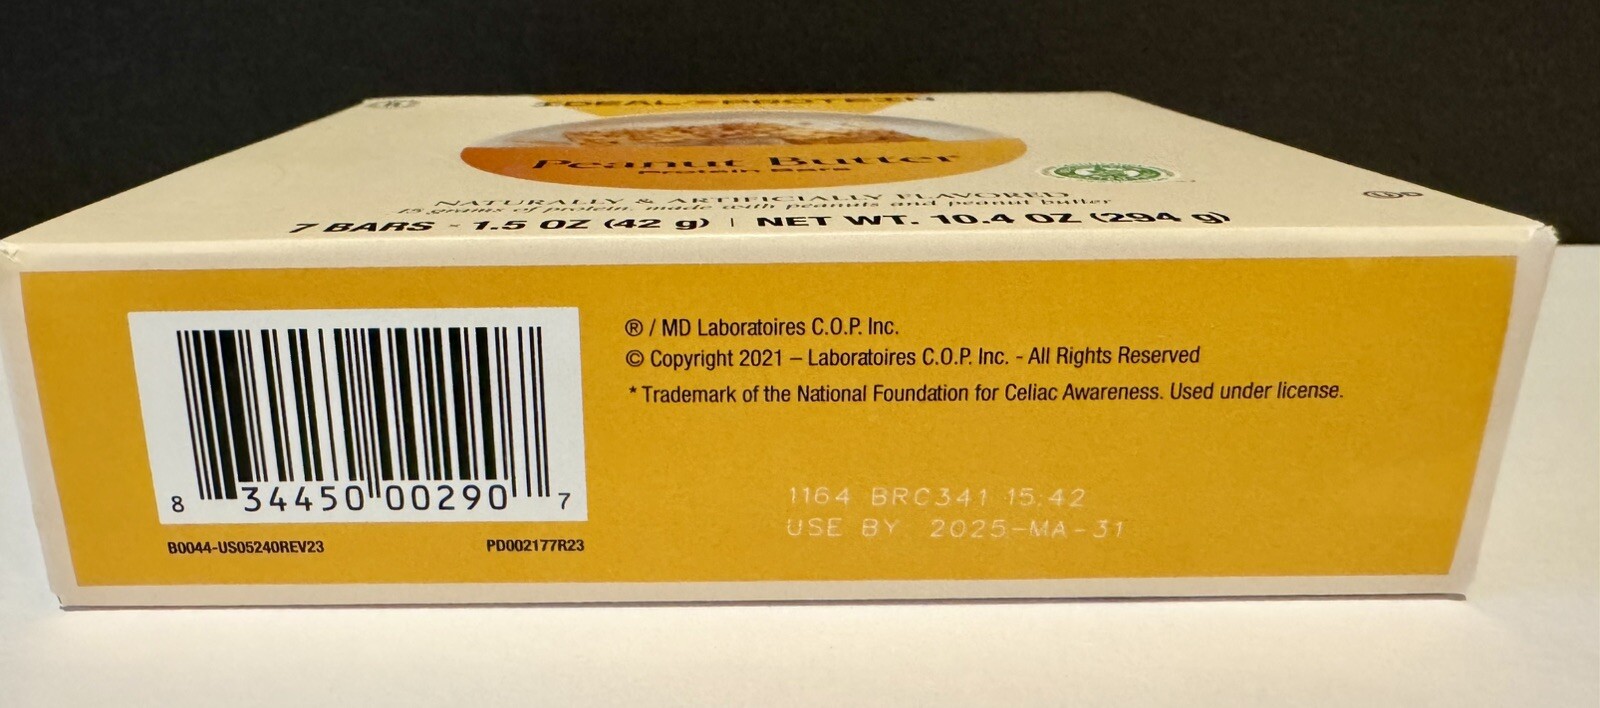 IDEAL PROTEIN
Peanut Butter
Protein Bars
NATURALLY & ARTIFICIALLY FLAVORED
15 grams of protein, made with peanuts and peanut butter
7 BARS - 1.5 OZ (42 g) | NET WT. 10.4 OZ (294 g)
® / MD Laboratoires C.O.P. Inc.
© Copyright 2021 – Laboratoires C.O.P. Inc. - All Rights Reserved
* Trademark of the National Foundation for Celiac Awareness. Used under license.
8 34450 00290 7
B0044-US05240REV23 PD002177R23
1164 BRC341 15:42
USE BY 2025-MA-31